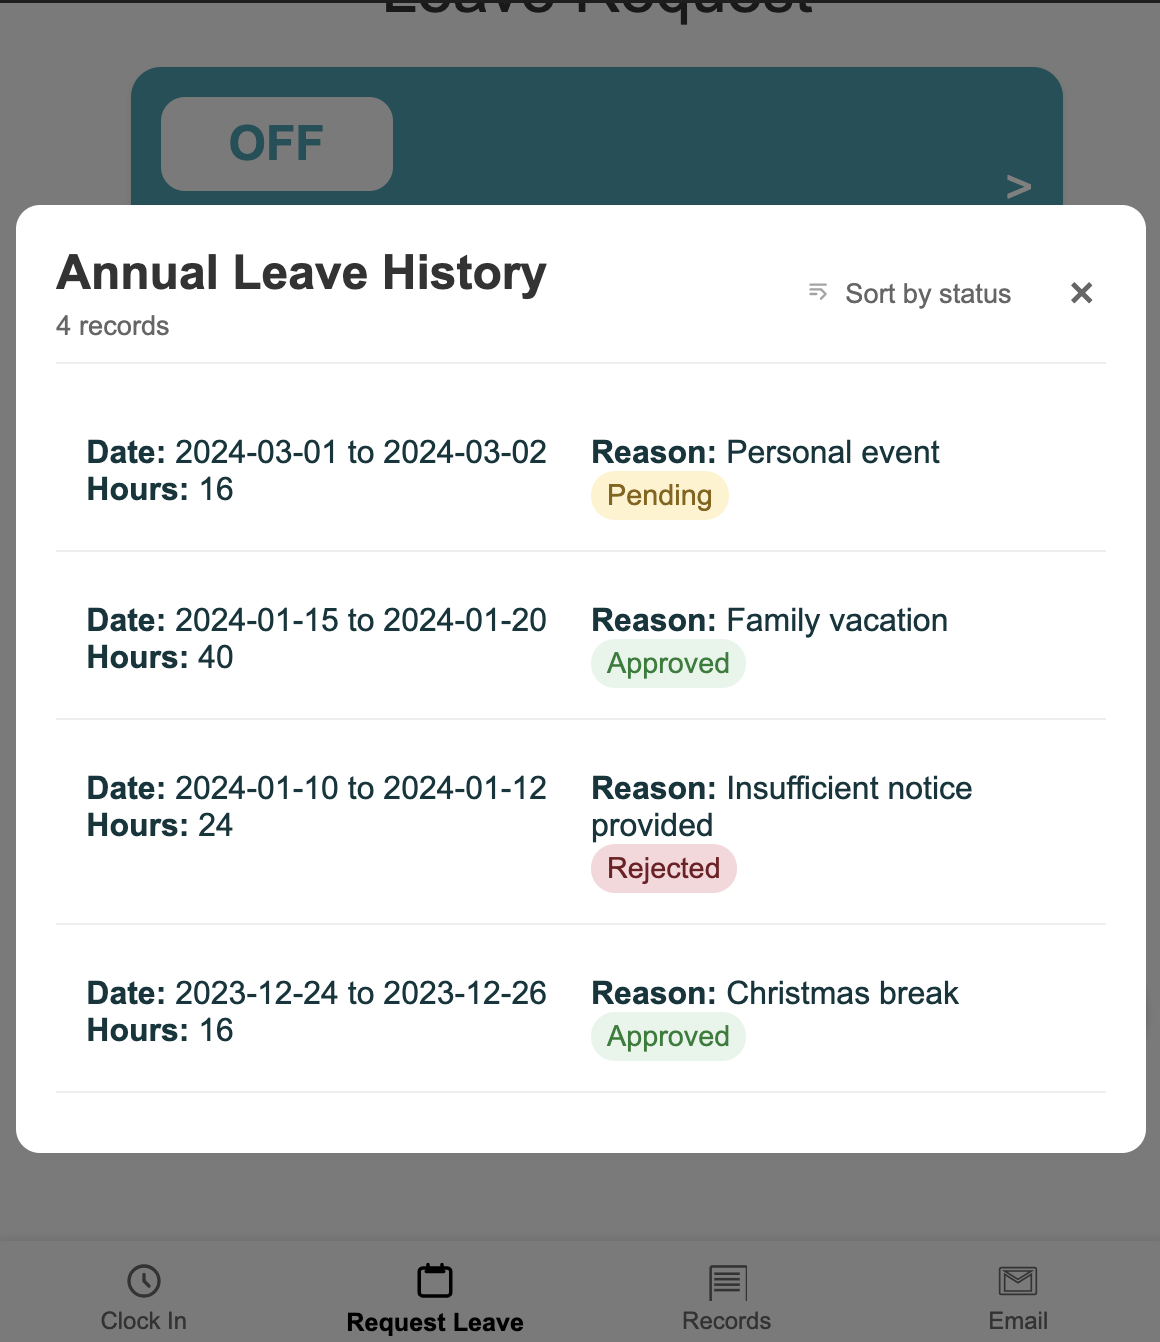 Leave Request
OFF
>
Annual Leave History
4 records
Sort by status
×
Date: 2024-03-01 to 2024-03-02
Hours: 16
Reason: Personal event
Pending
Date: 2024-01-15 to 2024-01-20
Hours: 40
Reason: Family vacation
Approved
Date: 2024-01-10 to 2024-01-12
Hours: 24
Reason: Insufficient notice
provided
Rejected
Date: 2023-12-24 to 2023-12-26
Hours: 16
Reason: Christmas break
Approved
Clock In
Request Leave
Records
Email